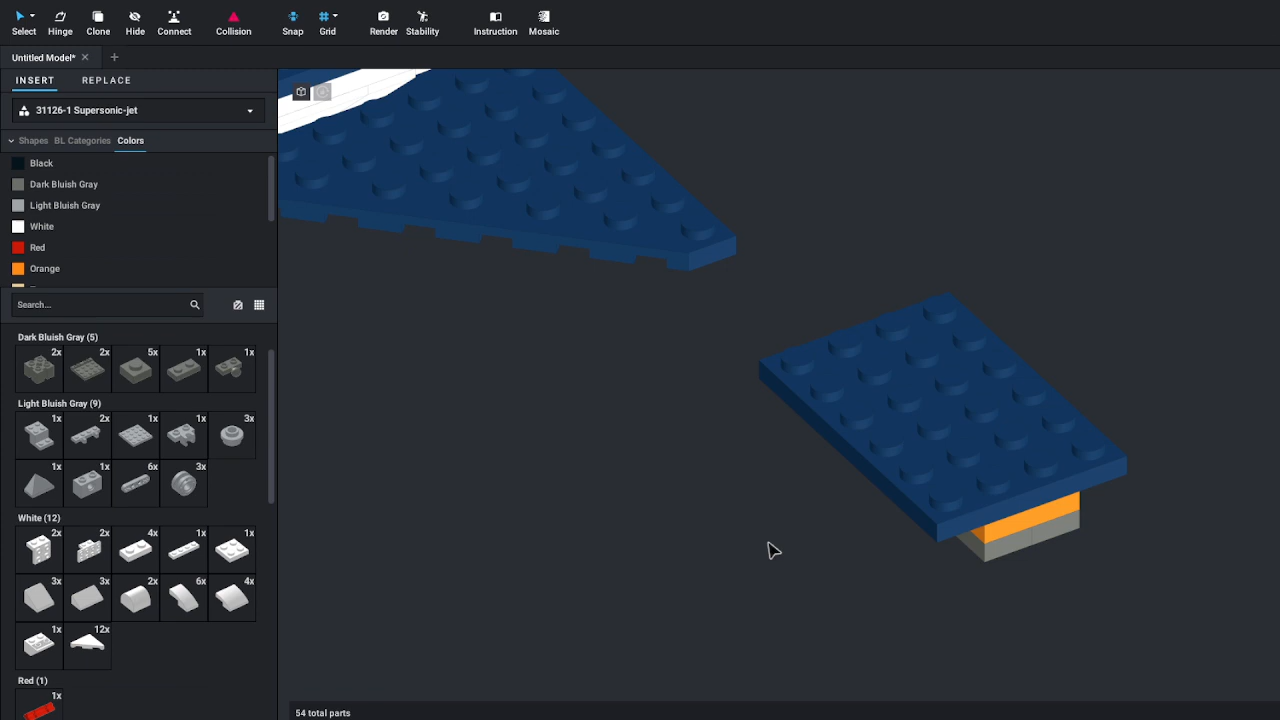 Select Hinge Clone Hide Connect Collision Snap Grid Render Stability Instruction Mosaic
Untitled Model*
INSERT REPLACE
31126-1 Supersonic-jet
Shapes BL Categories Colors
Black
Dark Bluish Gray
Light Bluish Gray
White
Red
Orange
Search...
Dark Bluish Gray (5)
2x 2x 5x 1x 1x
Light Bluish Gray (9)
1x 2x 1x 1x 3x
1x 1x 6x 3x
White (12)
2x 2x 4x 1x 1x
3x 3x 2x 6x 4x
1x 12x
Red (1)
1x
54 total parts